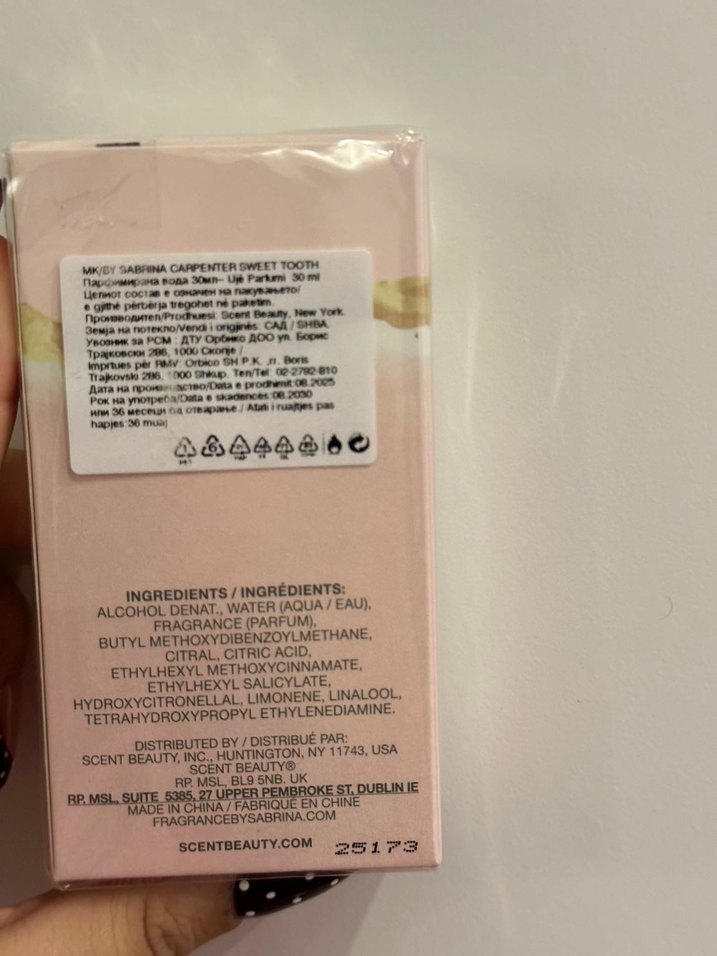 MK/BY SABRINA CARPENTER SWEET TOOTH
Парфимирана вода 30мл– Ujë Parfumi 30 ml
Целиот состав е означен на пакувањето/
e gjithë përbërja tregohet në paketim.
Производител/Prodhuesi: Scent Beauty, New York.
Земја на потекло/Vendi i origjinës: САД / SHBA.
Увозник за РСМ : ДТУ Орбико ДОО ул. Борис
Трајковски 286, 1000 Скопје /
Imprtues për RMV: Orbico SH.P.K. ,rr. Boris
Trajkovski 286, 1000 Shkup. Тел/Tel: 02-2792-810
Дата на производство/Data e prodhimit:08.2025
Рок на употреба/Data e skadencës:08.2030
или 36 месеци од отварање./ Afati i ruajtjes pas
hapjes:36 muaj
INGREDIENTS / INGRÉDIENTS:
ALCOHOL DENAT., WATER (AQUA / EAU),
FRAGRANCE (PARFUM),
BUTYL METHOXYDIBENZOYLMETHANE,
CITRAL, CITRIC ACID,
ETHYLHEXYL METHOXYCINNAMATE,
ETHYLHEXYL SALICYLATE,
HYDROXYCITRONELLAL, LIMONENE, LINALOOL,
TETRAHYDROXYPROPYL ETHYLENEDIAMINE.
DISTRIBUTED BY / DISTRIBUÉ PAR:
SCENT BEAUTY, INC., HUNTINGTON, NY 11743, USA
SCENT BEAUTY®
RP. MSL, BL9 5NB. UK
RP. MSL, SUITE 5385, 27 UPPER PEMBROKE ST, DUBLIN IE
MADE IN CHINA / FABRIQUÉ EN CHINE
FRAGRANCEBYSABRINA.COM
SCENTBEAUTY.COM 25173